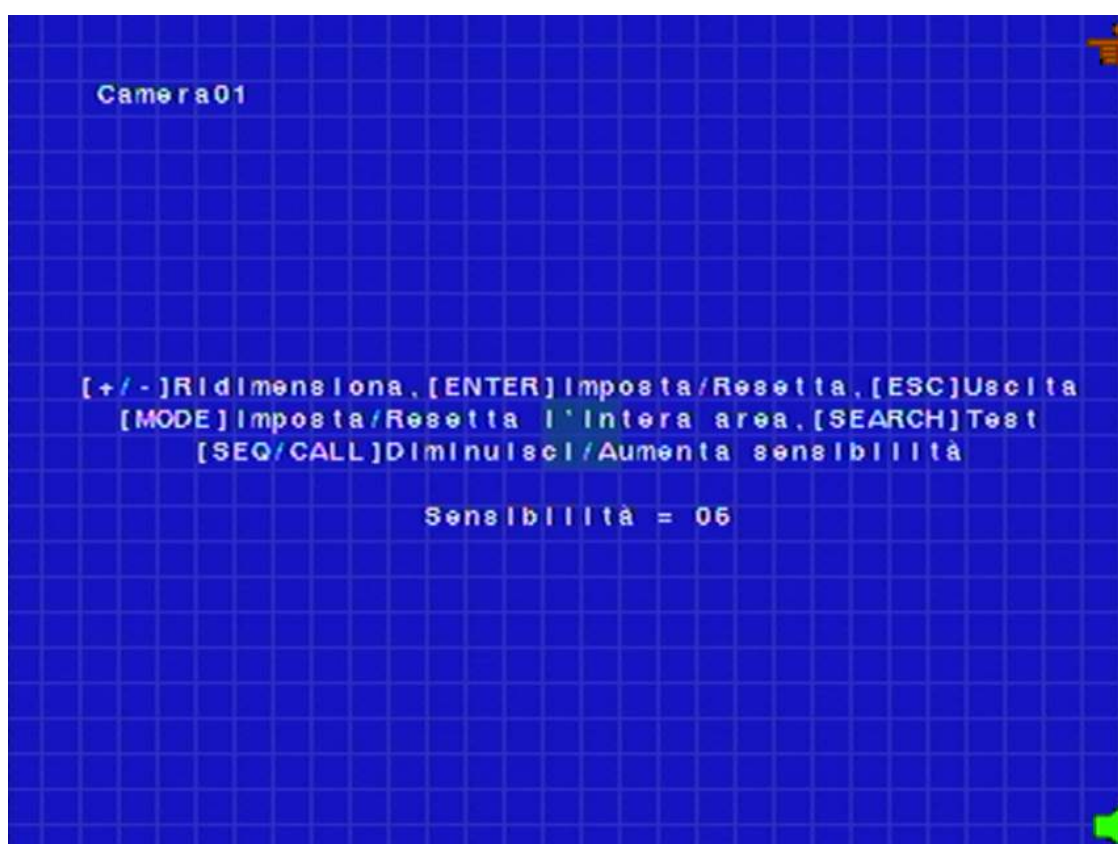 Camera01
[+/-]Ridimensiona,[ENTER]Imposta/Resetta,[ESC]Uscita
[MODE]Imposta/Resetta l'intera area,[SEARCH]Test
[SEQ/CALL]Diminuisci/Aumenta sensibilità
Sensibilità = 06